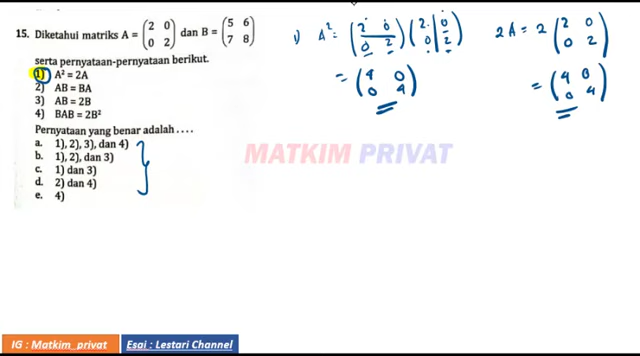 15. Diketahui matriks A = (2 0 0 2) dan B = (5 6 7 8)
serta pernyataan-pernyataan berikut.
1) A² = 2A
2) AB = BA
3) AB = 2B
4) BAB = 2B²
Pernyataan yang benar adalah ....
a. 1), 2), 3), dan 4)
b. 1), 2), dan 3)
c. 1) dan 3)
d. 2) dan 4)
e. 4)
1) A² = (2 0 0 2) (2 0 0 2)
= (4 0 0 4)
2A = 2 (2 0 0 2)
= (4 0 0 4)
MATKIM PRIVAT
IG : Matkim_privat
Esai : Lestari Channel